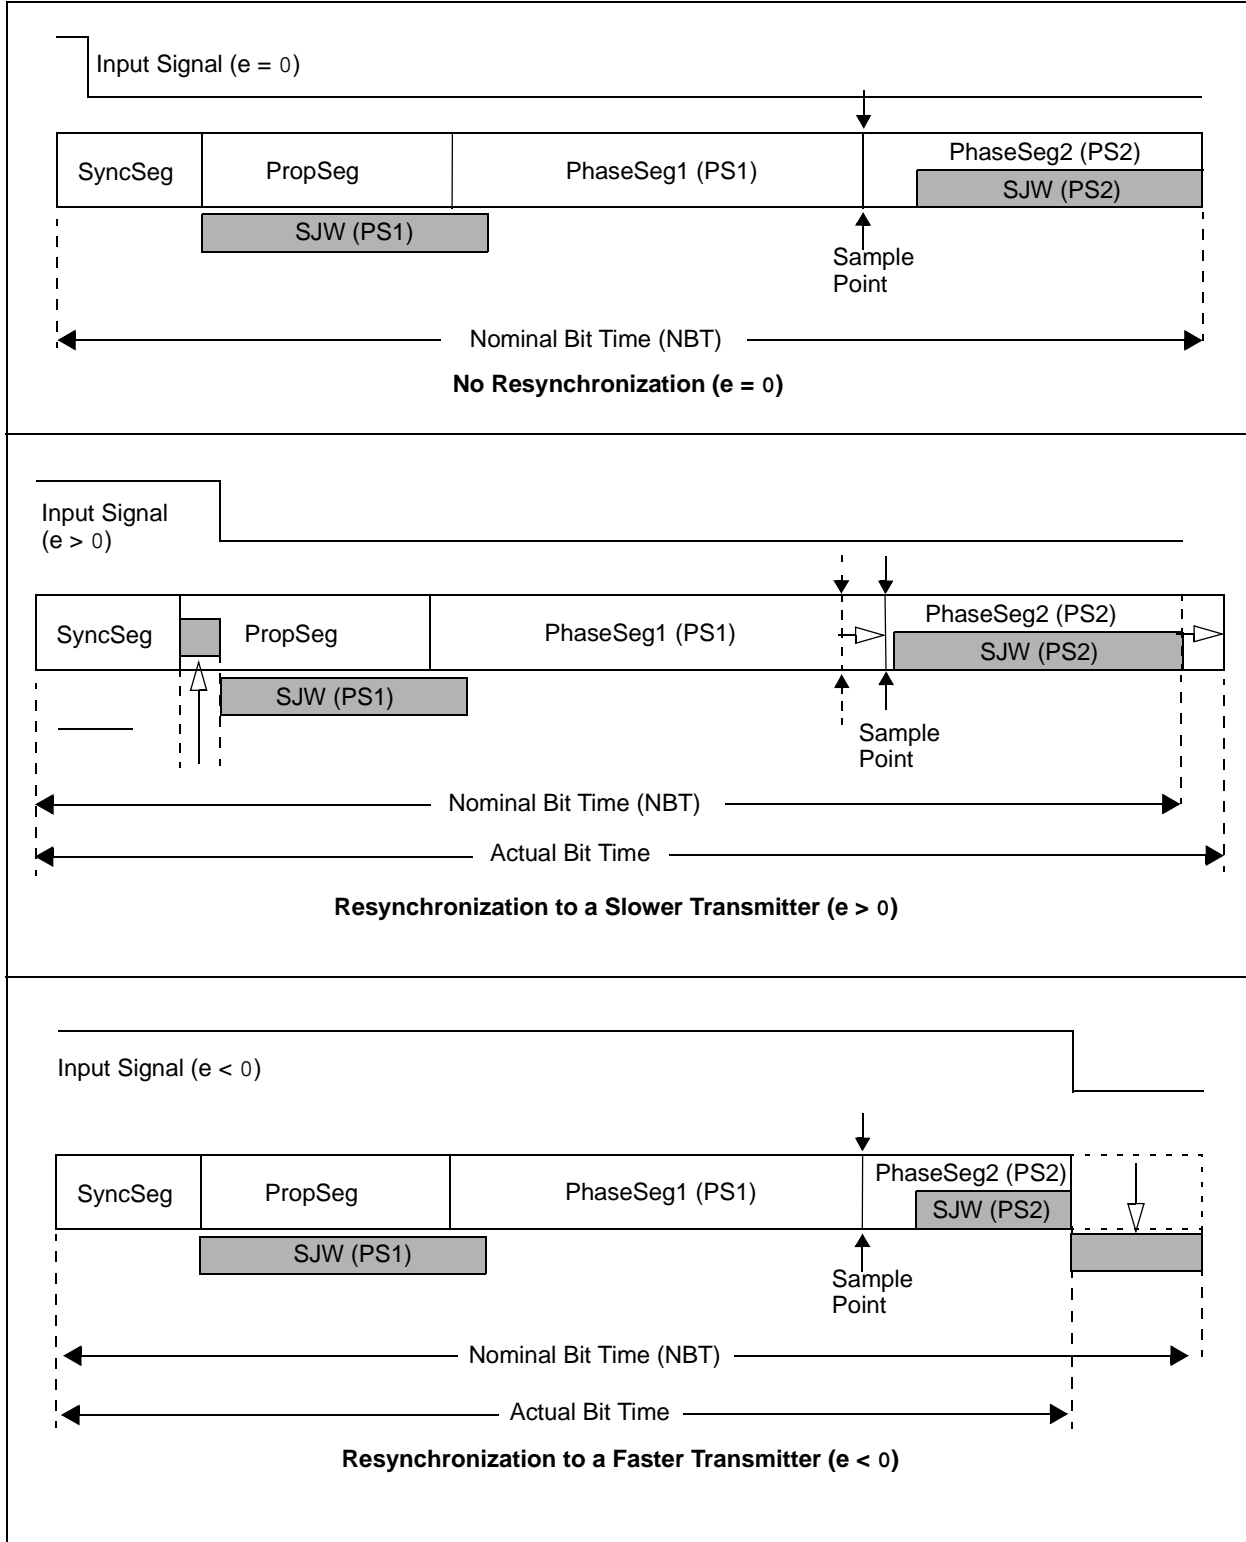 Input Signal (e = 0)
SyncSeg
PropSeg
PhaseSeg1 (PS1)
PhaseSeg2 (PS2)
SJW (PS2)
SJW (PS1)
Sample
Point
Nominal Bit Time (NBT)
No Resynchronization (e = 0)
Input Signal
(e > 0)
SyncSeg
PropSeg
PhaseSeg1 (PS1)
PhaseSeg2 (PS2)
SJW (PS2)
SJW (PS1)
Sample
Point
Nominal Bit Time (NBT)
Actual Bit Time
Resynchronization to a Slower Transmitter (e > 0)
Input Signal (e < 0)
SyncSeg
PropSeg
PhaseSeg1 (PS1)
PhaseSeg2 (PS2)
SJW (PS2)
SJW (PS1)
Sample
Point
Nominal Bit Time (NBT)
Actual Bit Time
Resynchronization to a Faster Transmitter (e < 0)